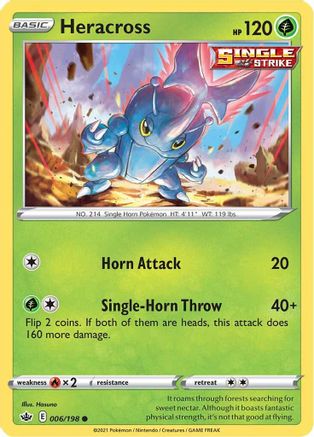 BASIC Heracross HP 120
SINGLE
STRIKE
NO. 214 Single Horn Pokémon HT: 4'11" WT: 119 lbs.
Horn Attack 20
Single-Horn Throw 40+
Flip 2 coins. If both of them are heads, this attack does
160 more damage.
weakness ×2 resistance retreat
Illus. Hasuno
E 006/198
It roams through forests searching for
sweet nectar. Although it boasts fantastic
physical strength, it's not that good at flying.
©2021 Pokémon / Nintendo / Creatures / GAME FREAK